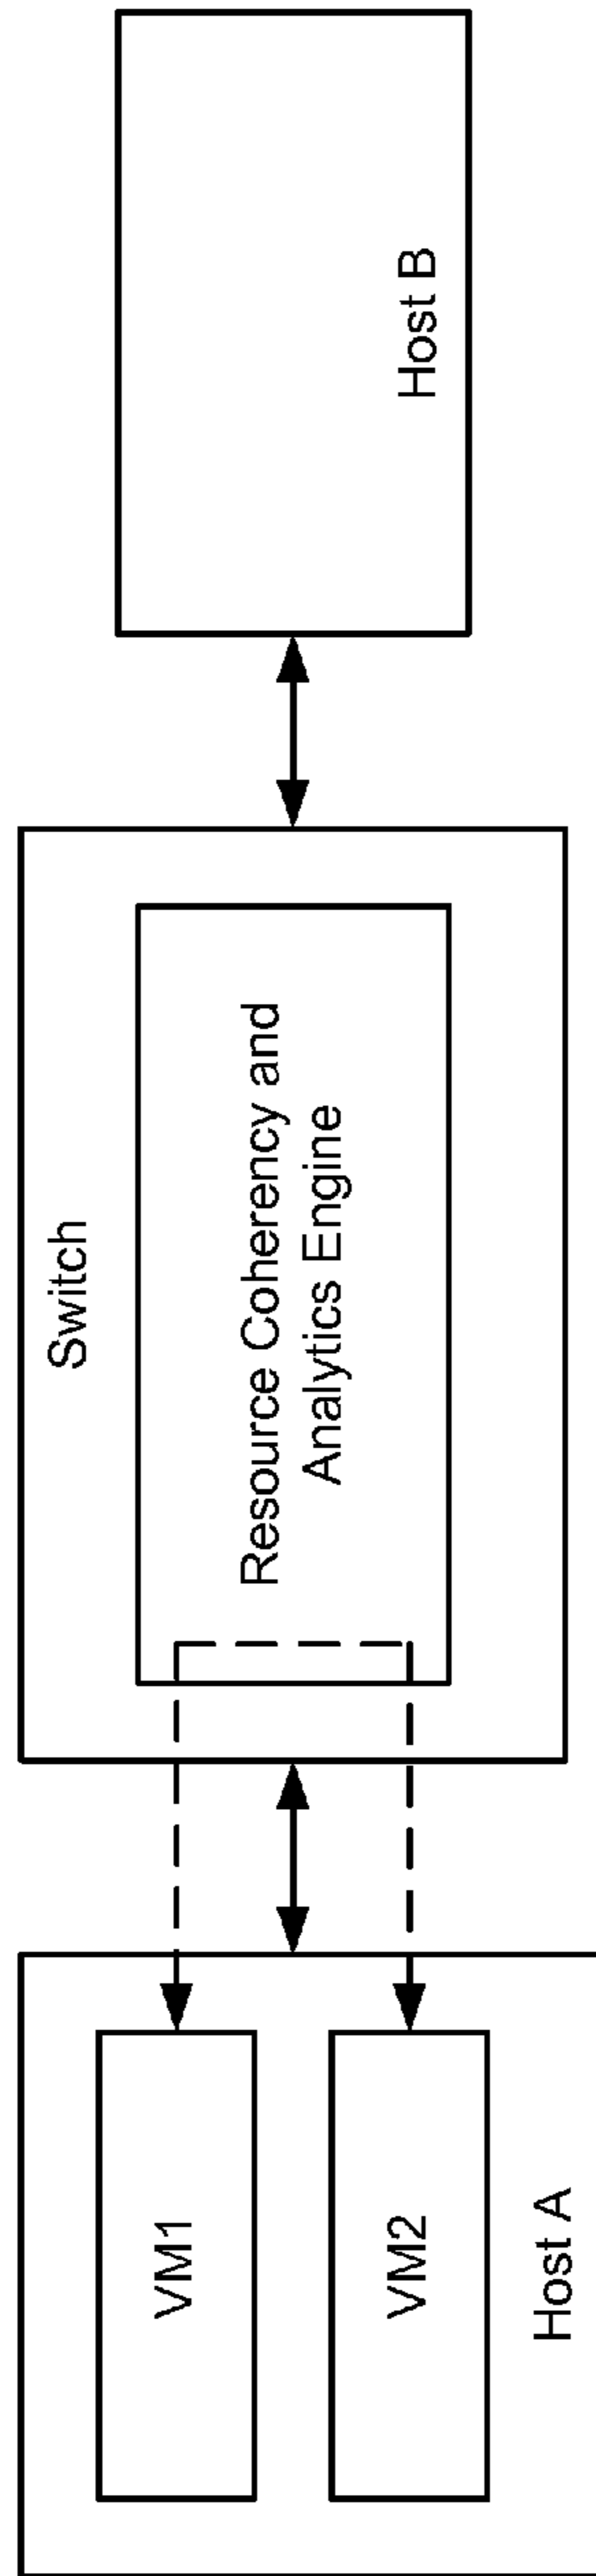 Switch
VM1
VM2
Host A
Resource Coherency and
Analytics Engine
Host B